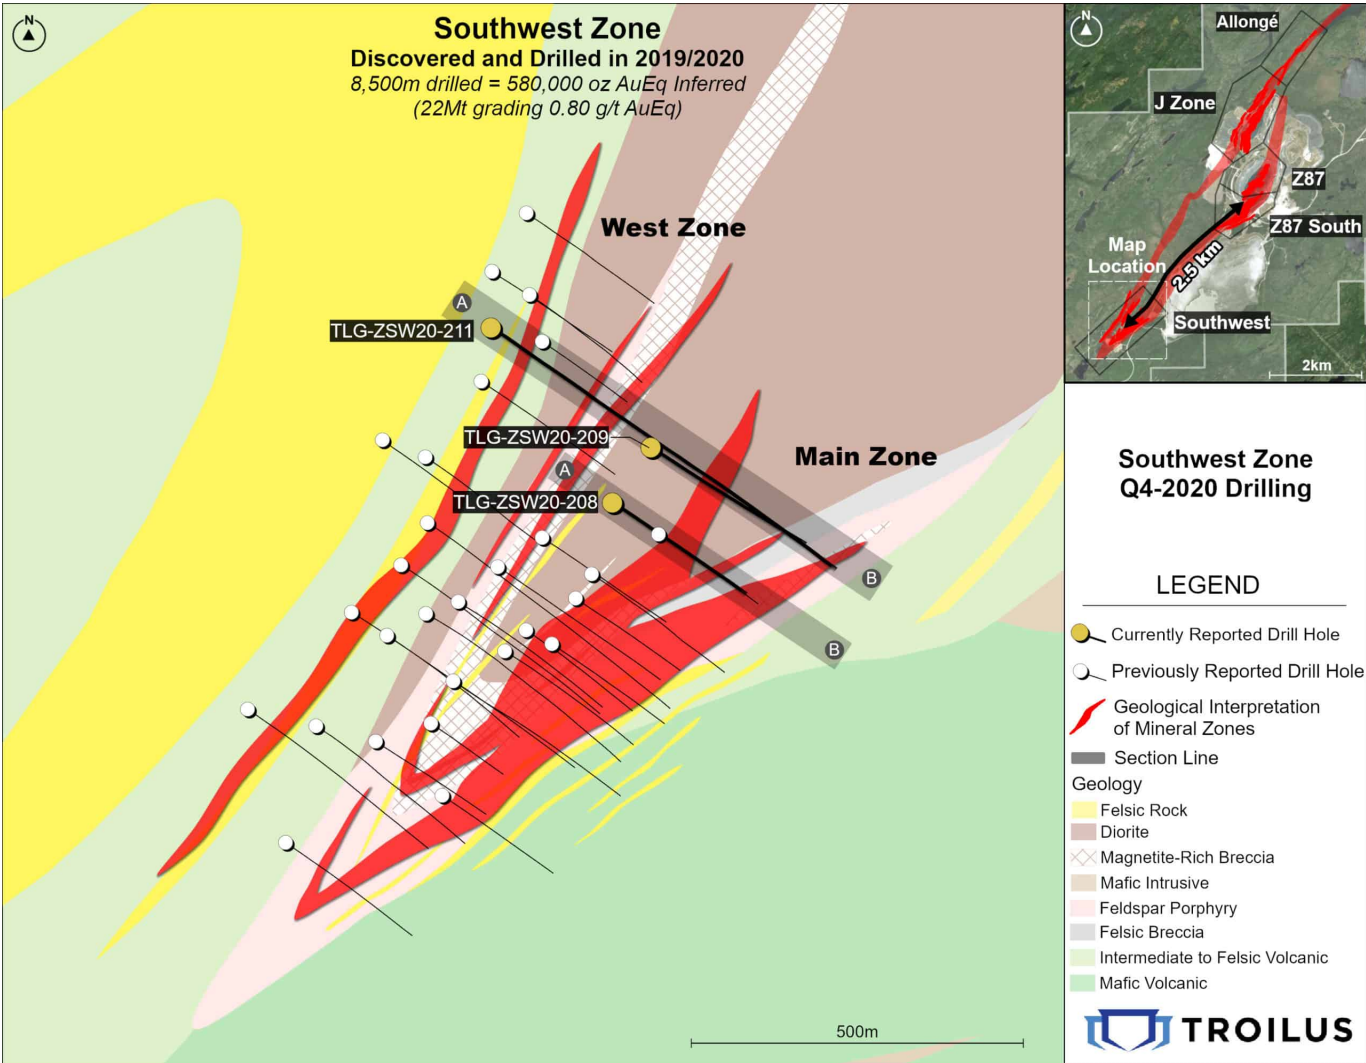 N
Southwest Zone
Discovered and Drilled in 2019/2020
8,500m drilled = 580,000 oz AuEq Inferred
(22Mt grading 0.80 g/t AuEq)
West Zone
A
TLG-ZSW20-211
TLG-ZSW20-209
Main Zone
A
TLG-ZSW20-208
B
B
500m
N
Allongé
J Zone
Z87
Z87 South
Map
Location
2.5 km
Southwest
2km
Southwest Zone
Q4-2020 Drilling
LEGEND
Currently Reported Drill Hole
Previously Reported Drill Hole
Geological Interpretation
of Mineral Zones
Section Line
Geology
Felsic Rock
Diorite
Magnetite-Rich Breccia
Mafic Intrusive
Feldspar Porphyry
Felsic Breccia
Intermediate to Felsic Volcanic
Mafic Volcanic
TROILUS